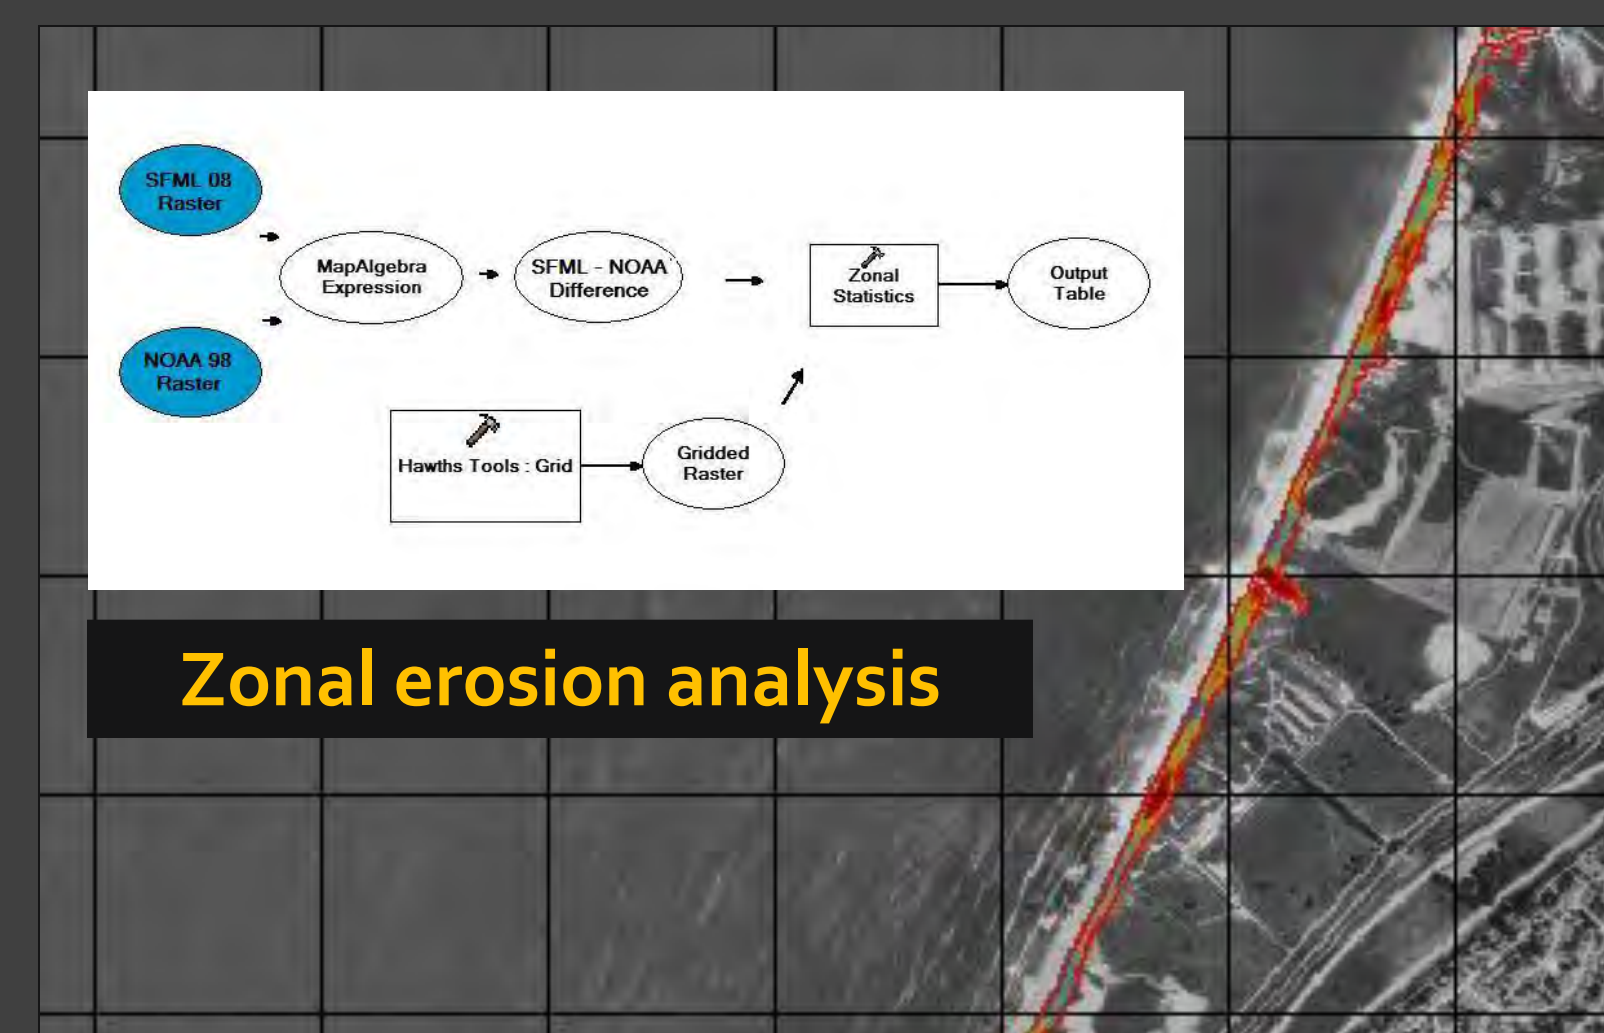 SFML 08
Raster
MapAlgebra
Expression
SFML - NOAA
Difference
Zonal
Statistics
Output
Table
NOAA 98
Raster
Hawths Tools : Grid
Gridded
Raster
Zonal erosion analysis